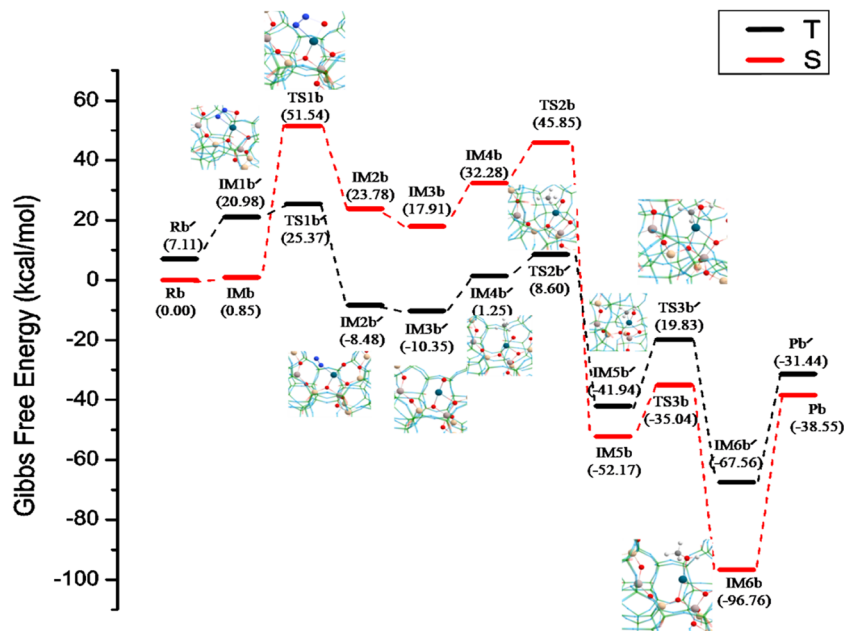 T
S
Gibbs Free Energy (kcal/mol)
60
40
20
0
-20
-40
-60
-80
-100
Rb´
(7.11)
Rb
(0.00)
IM1b´
(20.98)
IMb
(0.85)
TS1b
(51.54)
TS1b´
(25.37)
IM2b
(23.78)
IM2b´
(-8.48)
IM3b
(17.91)
IM3b´
(-10.35)
IM4b
(32.28)
IM4b´
(1.25)
TS2b
(45.85)
TS2b´
(8.60)
IM5b´
(-41.94)
IM5b
(-52.17)
TS3b´
(19.83)
TS3b
(-35.04)
IM6b´
(-67.56)
IM6b
(-96.76)
Pb´
(-31.44)
Pb
(-38.55)